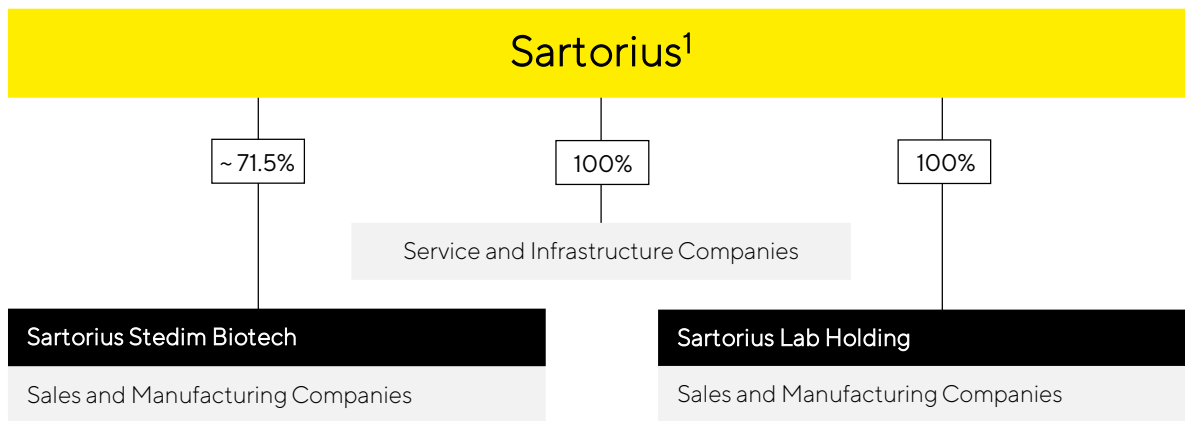 Sartorius¹
~ 71.5%
100%
100%
Service and Infrastructure Companies
Sartorius Stedim Biotech
Sartorius Lab Holding
Sales and Manufacturing Companies
Sales and Manufacturing Companies